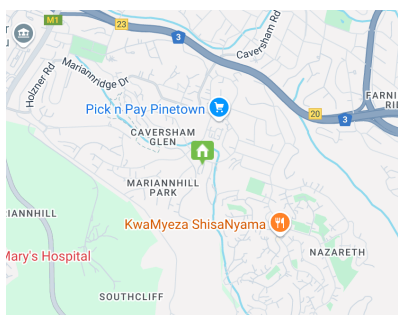 M1
23
3
Caversham Rd
Holzner Rd
Mariannridge Dr
Pick n Pay Pinetown
20
3
CAVERSHAM
GLEN
MARIANNHILL
PARK
KwaMyeza ShisaNyama
NAZARETH
Mary's Hospital
SOUTHCLIFF